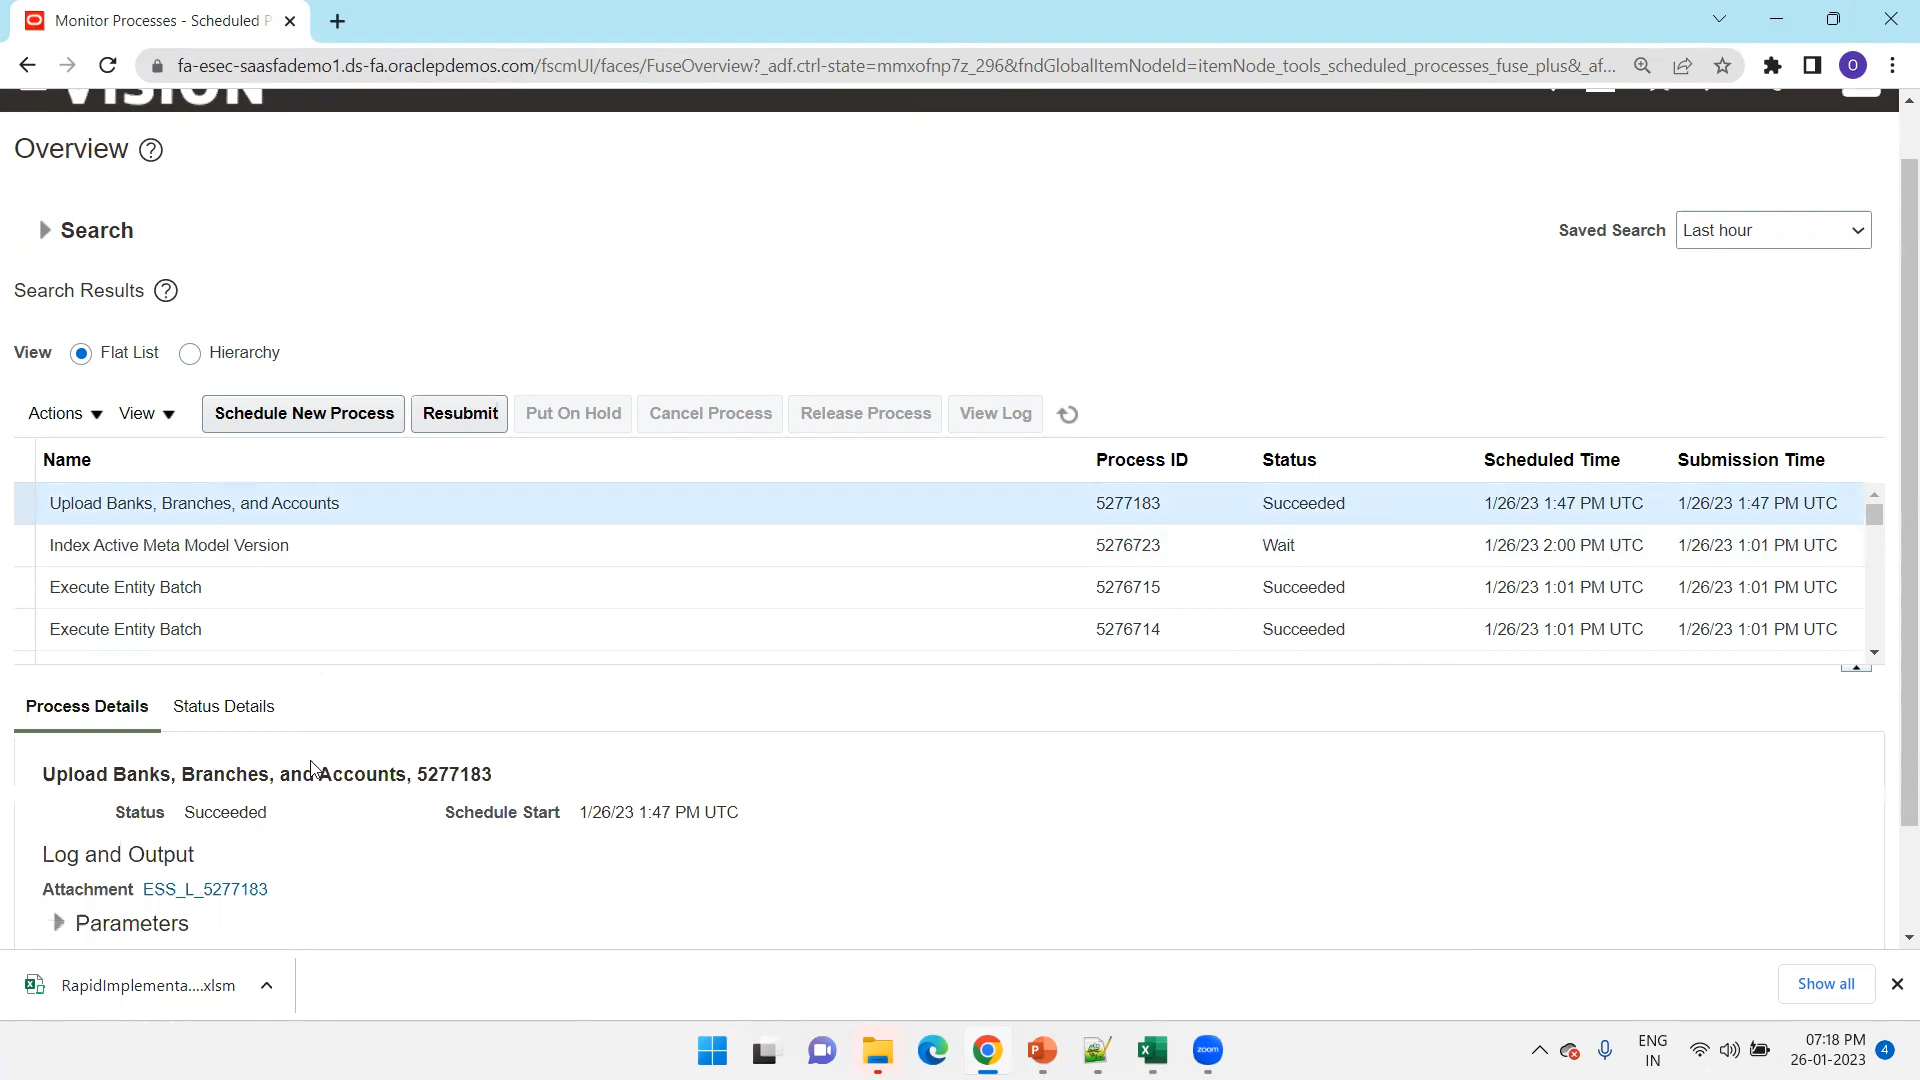 Monitor Processes - Scheduled P
fa-esec-saasfademo1.ds-fa.oraclepdemos.com/fscmUI/faces/FuseOverview?_adf.ctrl-state=mmxofnp7z_296&fndGlobalItemNodeId=itemNode_tools_scheduled_processes_fuse_plus&_af...
O
VISION
Overview
Search
Saved Search Last hour
Search Results
View Flat List Hierarchy
Actions View Schedule New Process Resubmit Put On Hold Cancel Process Release Process View Log
Name Process ID Status Scheduled Time Submission Time
Upload Banks, Branches, and Accounts 5277183 Succeeded 1/26/23 1:47 PM UTC 1/26/23 1:47 PM UTC
Index Active Meta Model Version 5276723 Wait 1/26/23 2:00 PM UTC 1/26/23 1:01 PM UTC
Execute Entity Batch 5276715 Succeeded 1/26/23 1:01 PM UTC 1/26/23 1:01 PM UTC
Execute Entity Batch 5276714 Succeeded 1/26/23 1:01 PM UTC 1/26/23 1:01 PM UTC
Process Details Status Details
Upload Banks, Branches, and Accounts, 5277183
Status Succeeded Schedule Start 1/26/23 1:47 PM UTC
Log and Output
Attachment ESS_L_5277183
Parameters
RapidImplementa....xlsm Show all
zoom
ENG
IN
07:18 PM
26-01-2023
4